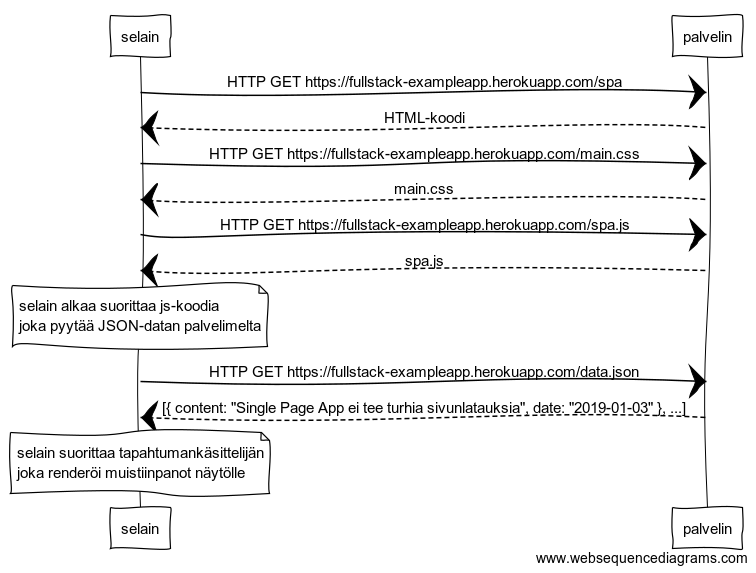 selain
palvelin
HTTP GET https://fullstack-exampleapp.herokuapp.com/spa
HTML-koodi
HTTP GET https://fullstack-exampleapp.herokuapp.com/main.css
main.css
HTTP GET https://fullstack-exampleapp.herokuapp.com/spa.js
spa.js
selain alkaa suorittaa js-koodia
joka pyytää JSON-datan palvelimelta
HTTP GET https://fullstack-exampleapp.herokuapp.com/data.json
[{ content: "Single Page App ei tee turhia sivunlatauksia", date: "2019-01-03" }, ...]
selain suorittaa tapahtumankäsittelijän
joka renderöi muistiinpanot näytölle
selain
palvelin
www.websequencediagrams.com